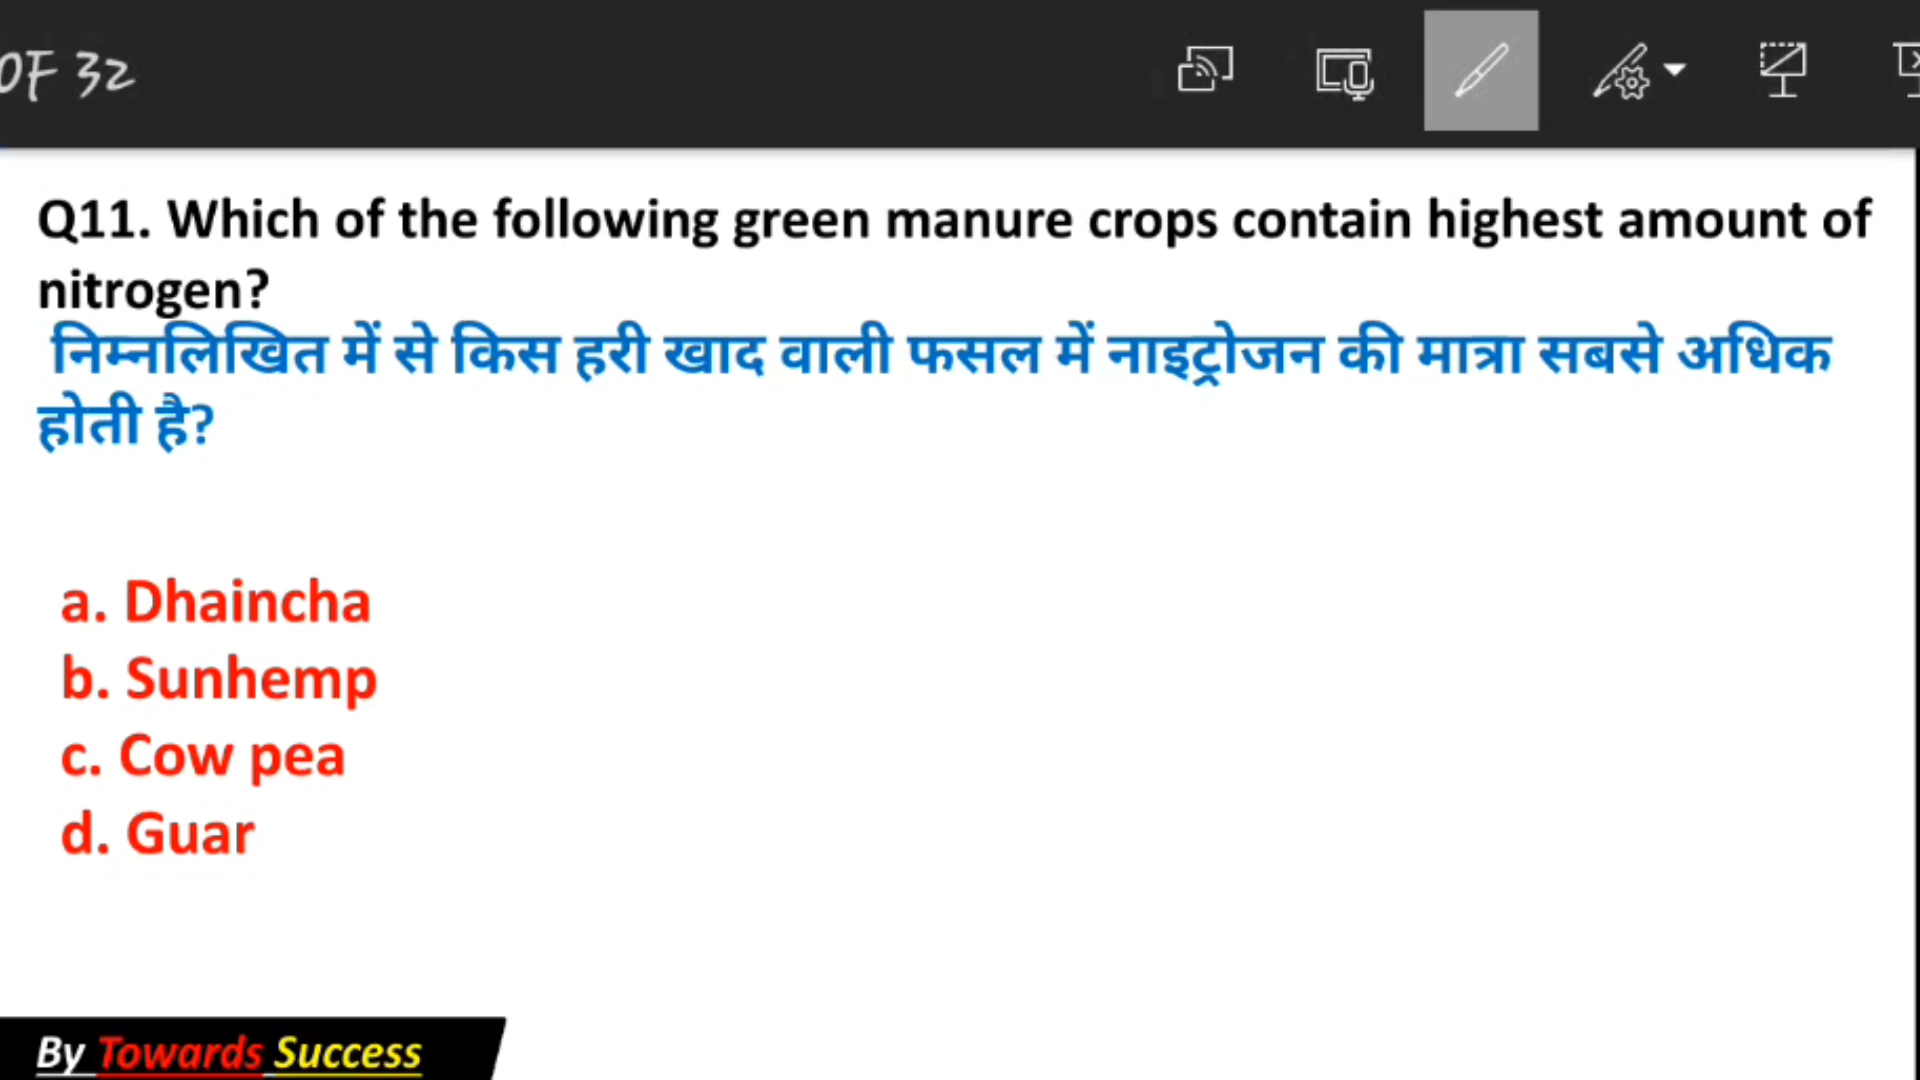 OF 32
Q11. Which of the following green manure crops contain highest amount of
nitrogen?
निम्नलिखित में से किस हरी खाद वाली फसल में नाइट्रोजन की मात्रा सबसे अधिक
होती है?
a. Dhaincha
b. Sunhemp
c. Cow pea
d. Guar
By Towards Success